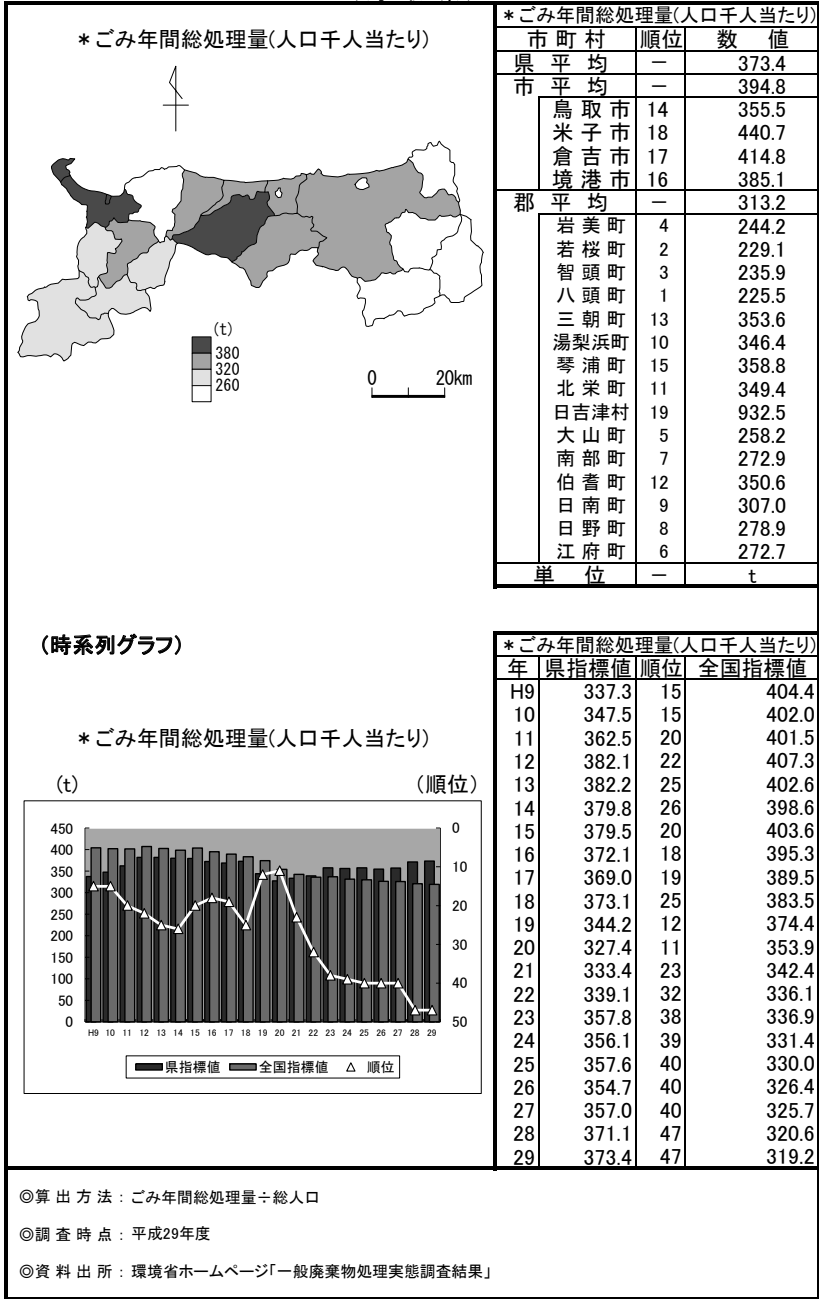 ＊ごみ年間総処理量(人口千人当たり)
(t)
380
320
260
0 20km
＊ごみ年間総処理量(人口千人当たり)
市 町 村 順位 数 値
県 平 均 － 373.4
市 平 均 － 394.8
鳥 取 市 14 355.5
米 子 市 18 440.7
倉 吉 市 17 414.8
境 港 市 16 385.1
郡 平 均 － 313.2
岩 美 町 4 244.2
若 桜 町 2 229.1
智 頭 町 3 235.9
八 頭 町 1 225.5
三 朝 町 13 353.6
湯梨浜町 10 346.4
琴 浦 町 15 358.8
北 栄 町 11 349.4
日吉津村 19 932.5
大 山 町 5 258.2
南 部 町 7 272.9
伯 耆 町 12 350.6
日 南 町 9 307.0
日 野 町 8 278.9
江 府 町 6 272.7
単 位 － t
(時系列グラフ)
＊ごみ年間総処理量(人口千人当たり)
(t) (順位)
450 0
400
350 10
300
250 20
200
150 30
100 40
50
0 50
H9 10 11 12 13 14 15 16 17 18 19 20 21 22 23 24 25 26 27 28 29
県指標値 全国指標値 △ 順位
＊ごみ年間総処理量(人口千人当たり)
年 県指標値 順位 全国指標値
H9 337.3 15 404.4
10 347.5 15 402.0
11 362.5 20 401.5
12 382.1 22 407.3
13 382.2 25 402.6
14 379.8 26 398.6
15 379.5 20 403.6
16 372.1 18 395.3
17 369.0 19 389.5
18 373.1 25 383.5
19 344.2 12 374.4
20 327.4 11 353.9
21 333.4 23 342.4
22 339.1 32 336.1
23 357.8 38 336.9
24 356.1 39 331.4
25 357.6 40 330.0
26 354.7 40 326.4
27 357.0 40 325.7
28 371.1 47 320.6
29 373.4 47 319.2
◎算 出 方 法 ： ごみ年間総処理量÷総人口
◎調 査 時 点 ： 平成29年度
◎資 料 出 所 ： 環境省ホームページ「一般廃棄物処理実態調査結果」